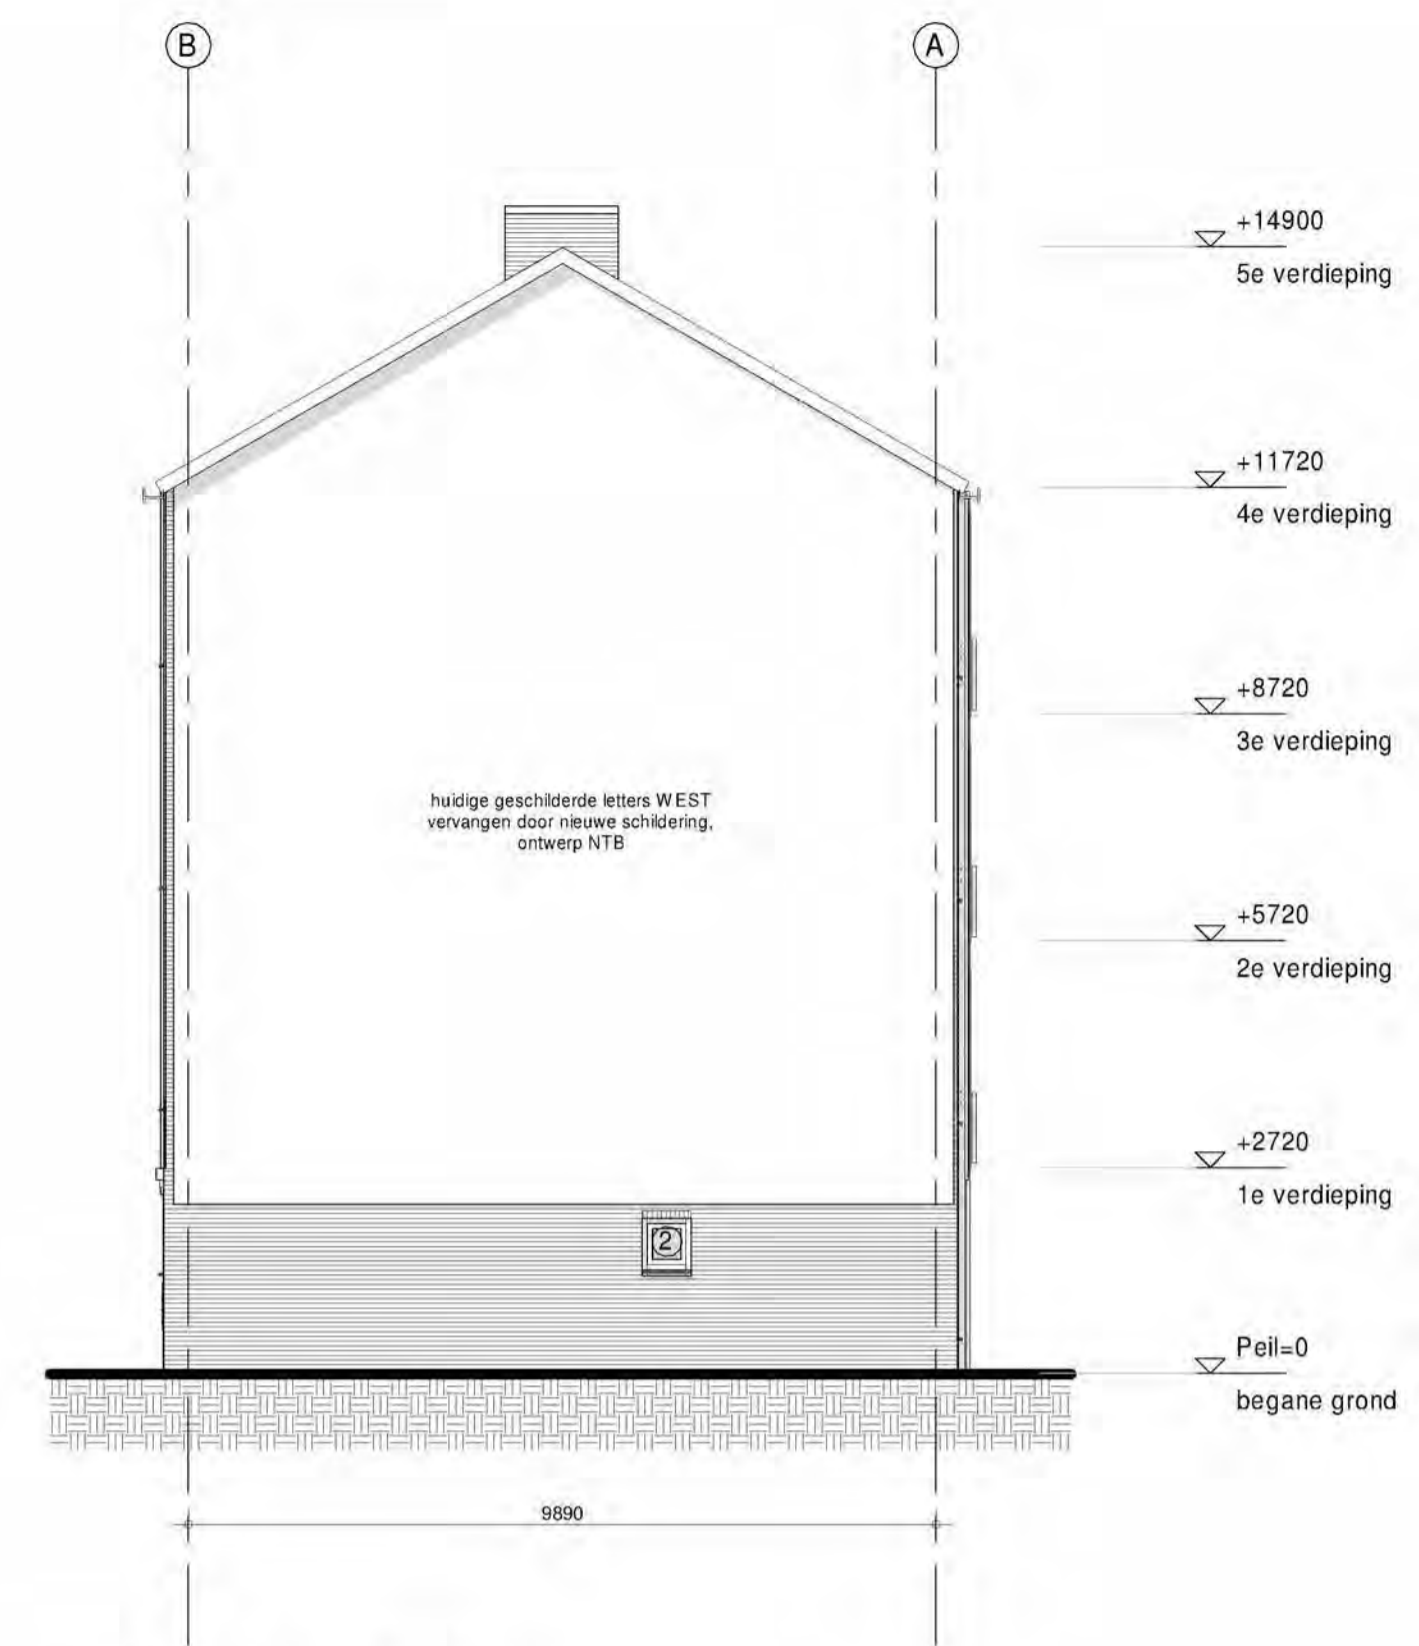 B
A
+14900
5e verdieping
+11720
4e verdieping
+8720
3e verdieping
huidige geschilderde letters WEST
vervangen door nieuwe schildering,
ontwerp NTB
+5720
2e verdieping
+2720
1e verdieping
2
Peil=0
begane grond
9890